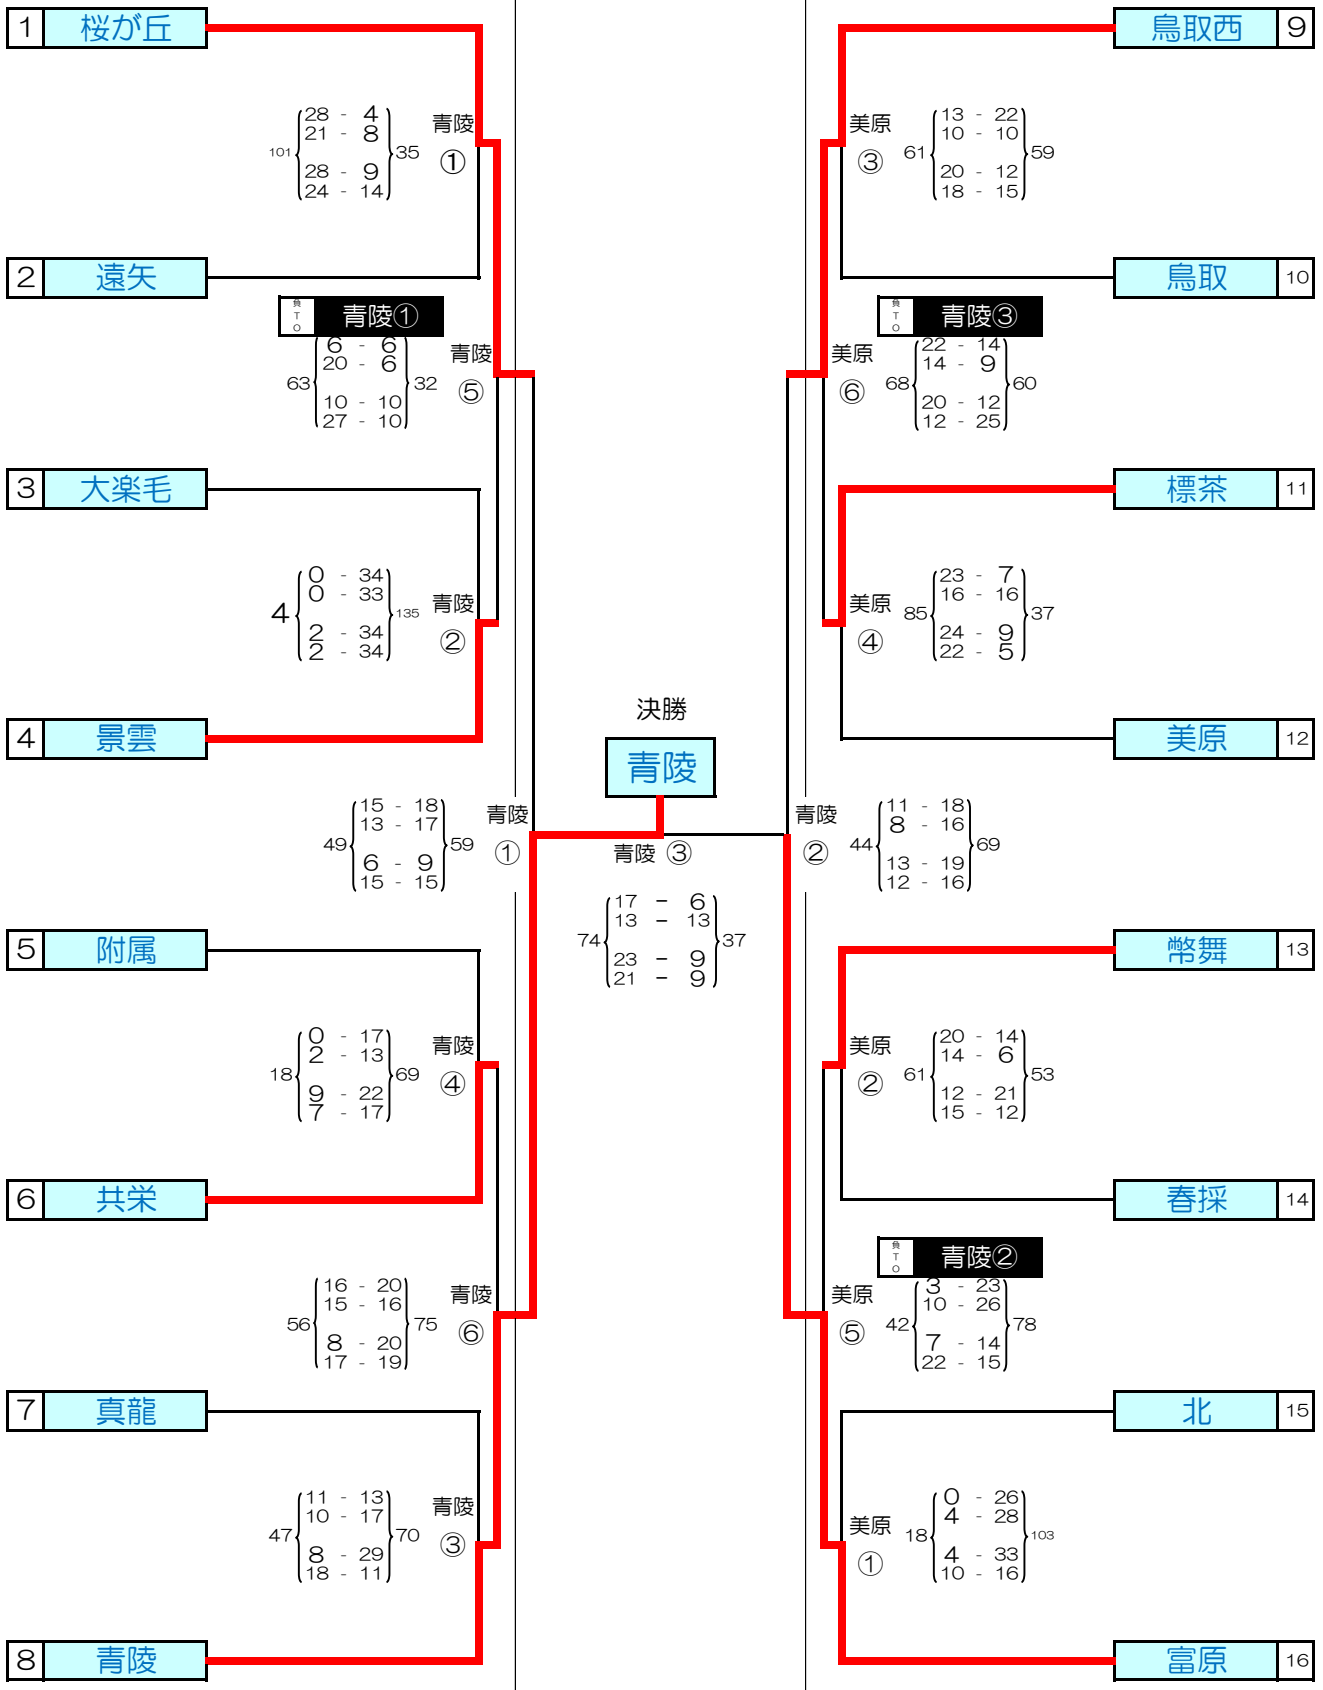 1 桜が丘
28 - 4
21 - 8
101 35
28 - 9
24 - 14
青陵
①
2 遠矢
負TO 青陵①
6 - 6
20 - 6
63 32
10 - 10
27 - 10
青陵
⑤
3 大楽毛
0 - 34
0 - 33
4 135
2 - 34
2 - 34
青陵
②
4 景雲
15 - 18
13 - 17
49 59
6 - 9
15 - 15
青陵
①
5 附属
0 - 17
2 - 13
18 69
9 - 22
7 - 17
青陵
④
6 共栄
16 - 20
15 - 16
56 75
8 - 20
17 - 19
青陵
⑥
7 真龍
11 - 13
10 - 17
47 70
8 - 29
18 - 11
青陵
③
8 青陵
決勝
青陵
青陵 ③
17 - 6
13 - 13
74 37
23 - 9
21 - 9
鳥取西 9
美原
③
13 - 22
10 - 10
61 59
20 - 12
18 - 15
鳥取 10
負TO 青陵③
美原
⑥
22 - 14
14 - 9
68 60
20 - 12
12 - 25
標茶 11
美原
④
23 - 7
16 - 16
85 37
24 - 9
22 - 5
美原 12
青陵
②
11 - 18
8 - 16
44 69
13 - 19
12 - 16
幣舞 13
美原
②
20 - 14
14 - 6
61 53
12 - 21
15 - 12
春採 14
負TO 青陵②
美原
⑤
3 - 23
10 - 26
42 78
7 - 14
22 - 15
北 15
美原
①
0 - 26
4 - 28
18 103
4 - 33
10 - 16
富原 16